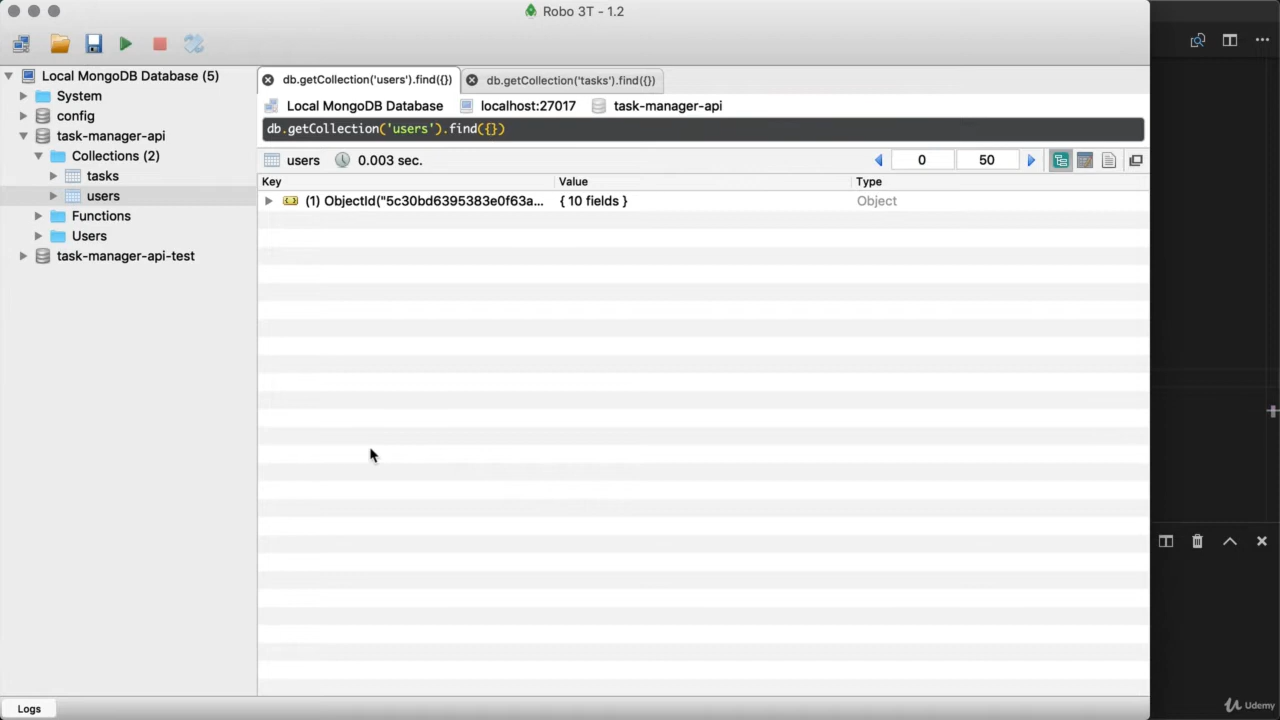 Robo 3T - 1.2
Local MongoDB Database (5)
System
config
task-manager-api
Collections (2)
tasks
users
Functions
Users
task-manager-api-test
db.getCollection('users').find({}) db.getCollection('tasks').find({})
Local MongoDB Database localhost:27017 task-manager-api
db.getCollection('users').find({})
users 0.003 sec. 0 50
Key Value Type
(1) ObjectId("5c30bd6395383e0f63a... { 10 fields } Object
Logs
Udemy